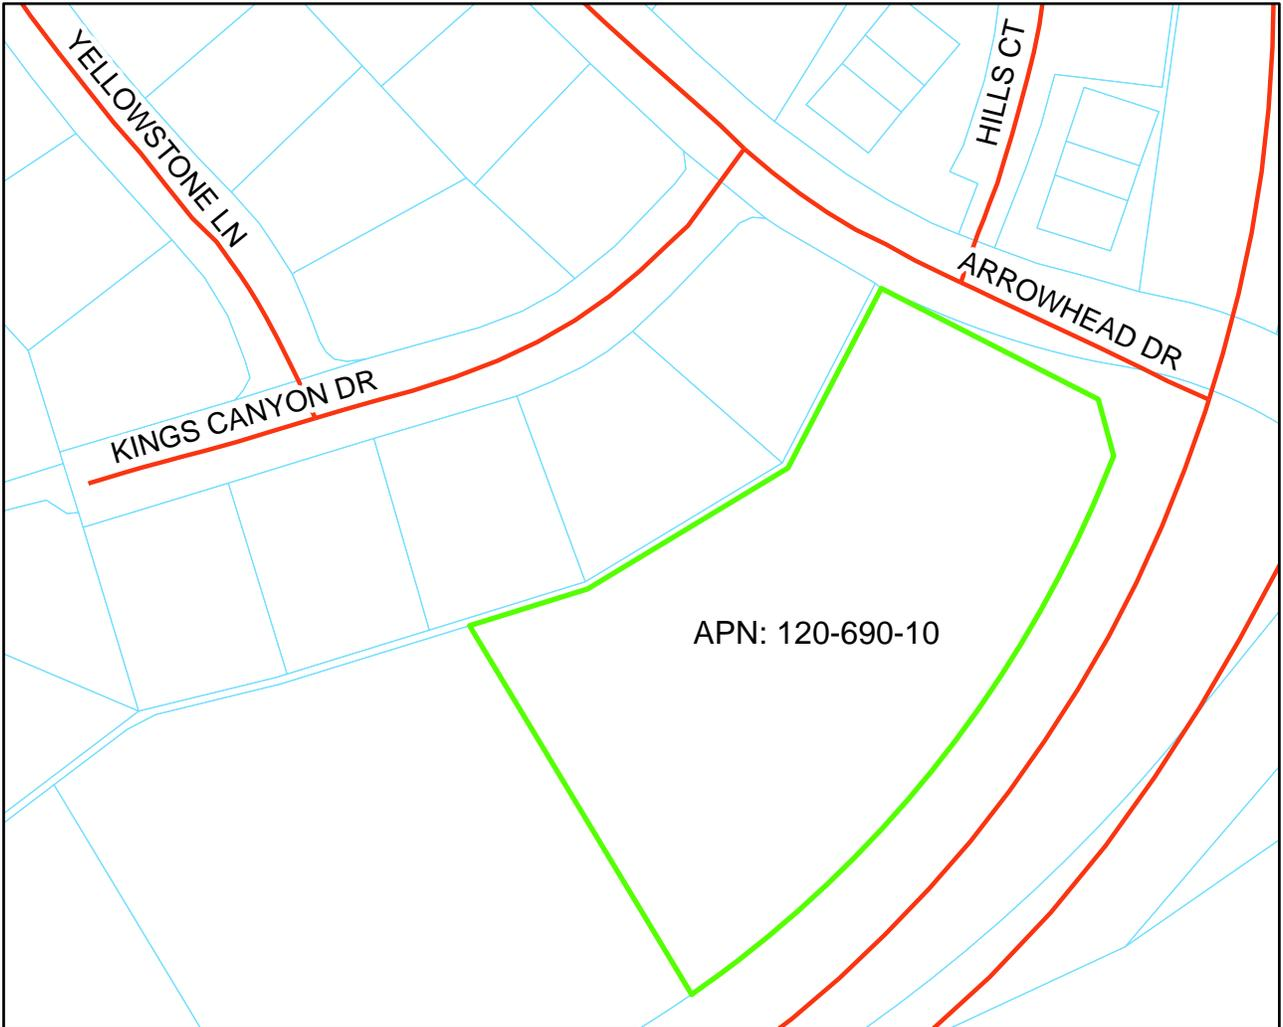 YELLOWSTONE LN
HILLS CT
ARROWHEAD DR
KINGS CANYON DR
APN: 120-690-10